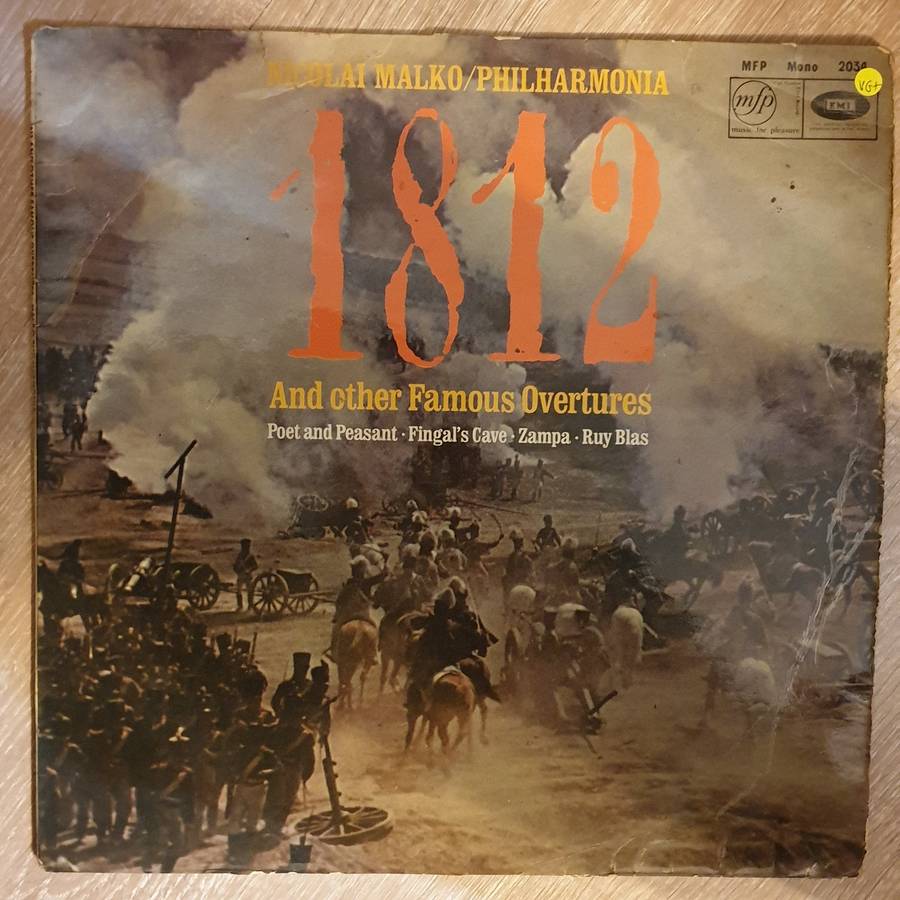 NICOLAI MALKO/PHILHARMONIA
MFP Mono
VG+
mfp
EMI
music for pleasure
1812
And other Famous Overtures
Poet and Peasant · Fingal's Cave · Zampa · Ruy Blas